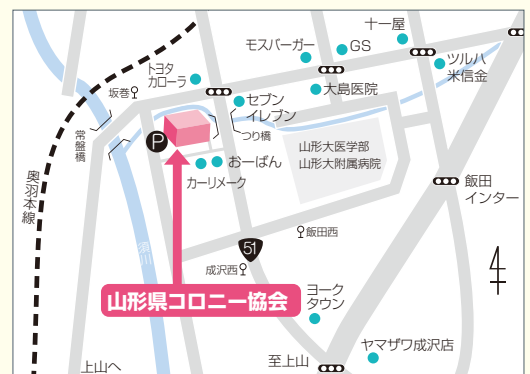 十一屋
モスバーガー
GS
ツルハ
米信金
トヨタ
カローラ
坂巻
大島医院
セブン
イレブン
つり橋
常盤橋
P
山形大医学部
山形大附属病院
おーばん
カーリメーク
飯田
インター
奥羽本線
飯田西
51
須川
成沢西
山形県コロニー協会
ヨーク
タウン
ヤマザワ成沢店
至上山
上山へ